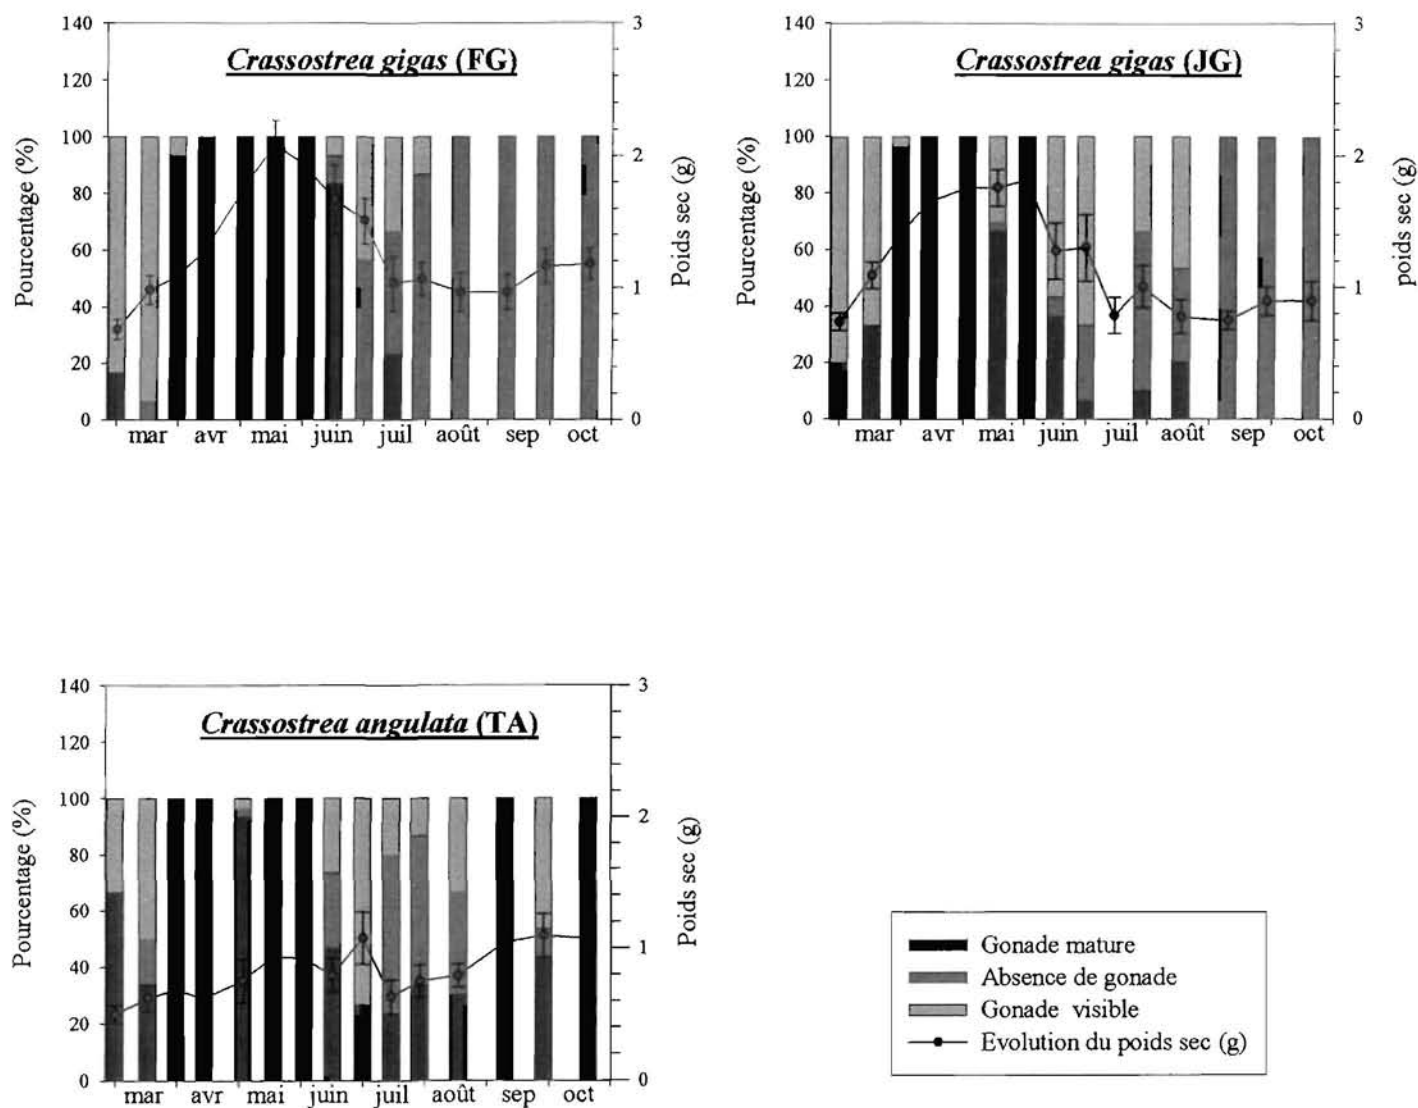 Crassostrea gigas (FG)
Pourcentage (%)
140
120
100
80
60
40
20
0
3
2
1
0
Poids sec (g)
mar avr mai juin juil août sep oct
Crassostrea gigas (JG)
Pourcentage (%)
140
120
100
80
60
40
20
0
3
2
1
0
poids sec (g)
mar avr mai juin juil août sep oct
Crassostrea angulata (TA)
Pourcentage (%)
140
120
100
80
60
40
20
0
3
2
1
0
Poids sec (g)
mar avr mai juin juil août sep oct
Gonade mature
Absence de gonade
Gonade visible
Evolution du poids sec (g)